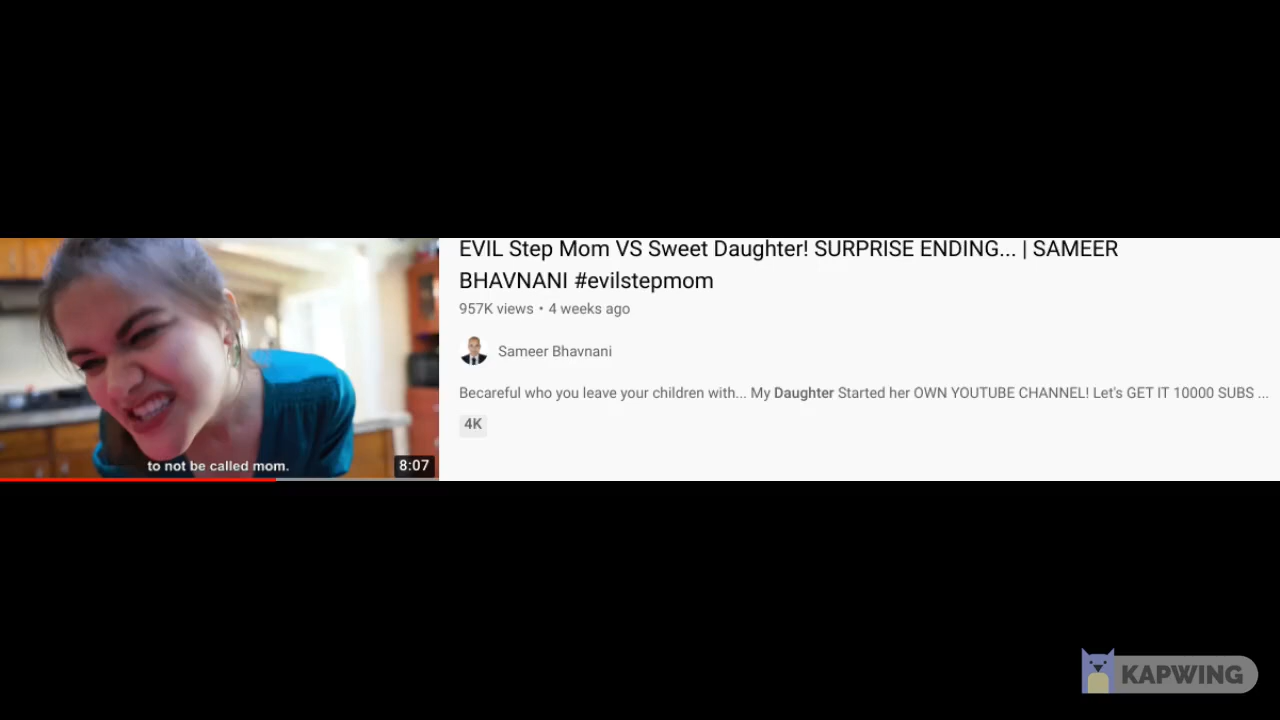 EVIL Step Mom VS Sweet Daughter! SURPRISE ENDING... | SAMEER
BHAVNANI #evilstepmom
957K views • 4 weeks ago
Sameer Bhavnani
Becareful who you leave your children with... My Daughter Started her OWN YOUTUBE CHANNEL! Let's GET IT 10000 SUBS ...
4K
to not be called mom.
8:07
KAPWING